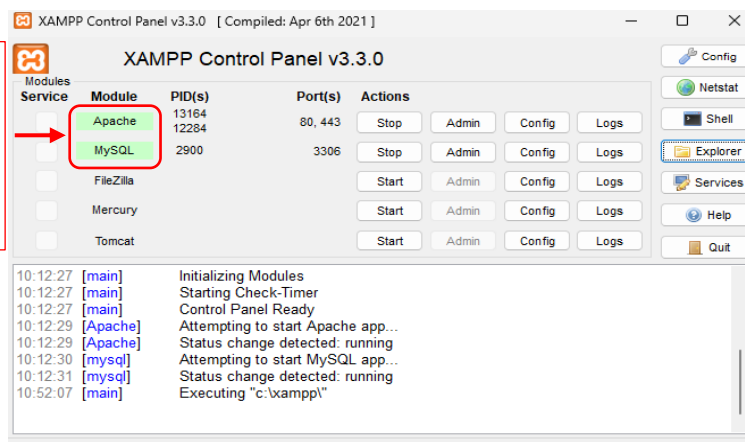 XAMPP Control Panel v3.3.0 [ Compiled: Apr 6th 2021 ]
XAMPP Control Panel v3.3.0
Config
Modules
Service Module PID(s) Port(s) Actions
Netstat
Apache 13164 12284 80, 443 Stop Admin Config Logs
Shell
MySQL 2900 3306 Stop Admin Config Logs
Explorer
FileZilla Start Admin Config Logs
Services
Mercury Start Admin Config Logs
Help
Tomcat Start Admin Config Logs
Quit
10:12:27 [main] Initializing Modules
10:12:27 [main] Starting Check-Timer
10:12:27 [main] Control Panel Ready
10:12:29 [Apache] Attempting to start Apache app...
10:12:29 [Apache] Status change detected: running
10:12:30 [mysql] Attempting to start MySQL app...
10:12:31 [mysql] Status change detected: running
10:52:07 [main] Executing "c:\xampp\"